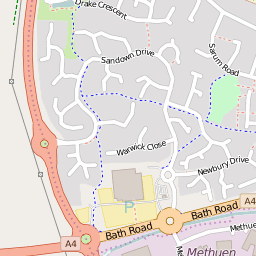 Drake Crescent
Sandown Drive
Sarum Road
Warwick Close
Newbury Drive
P
Bath Road
A4
A4
Bath Road
Methuen